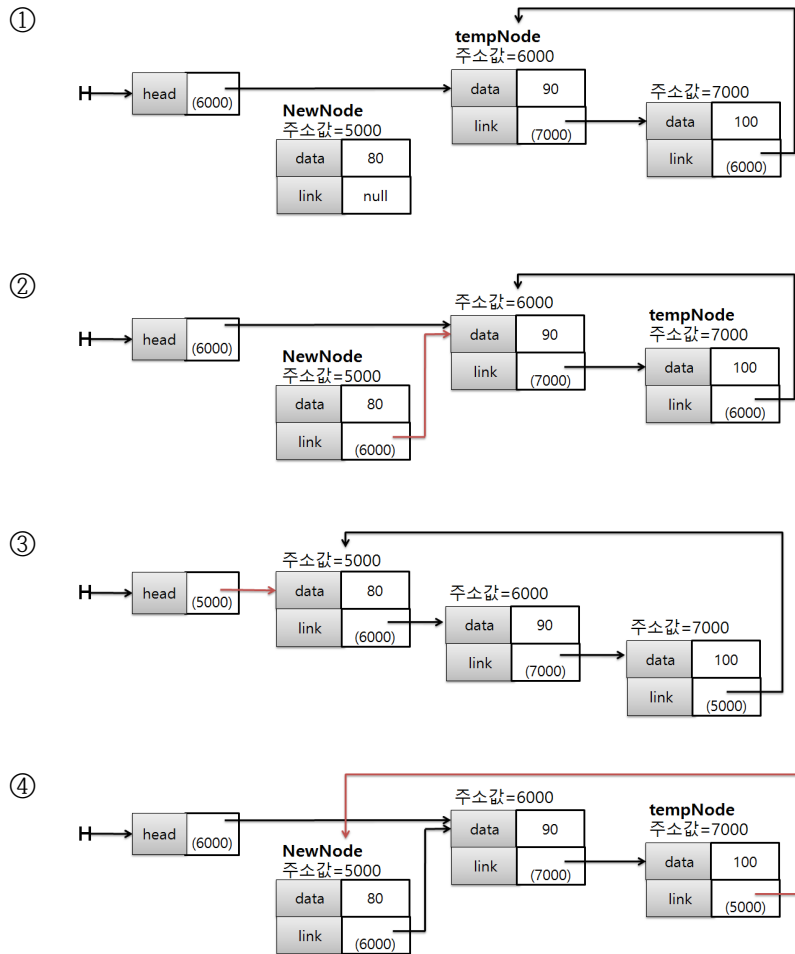 ①
tempNode
주소값=6000
head
(6000)
data
90
link
(7000)
주소값=7000
data
100
link
(6000)
NewNode
주소값=5000
data
80
link
null
②
주소값=6000
head
(6000)
data
90
link
(7000)
tempNode
주소값=7000
data
100
link
(6000)
NewNode
주소값=5000
data
80
link
(6000)
③
주소값=5000
head
(5000)
data
80
link
(6000)
주소값=6000
data
90
link
(7000)
주소값=7000
data
100
link
(5000)
④
주소값=6000
head
(6000)
data
90
link
(7000)
tempNode
주소값=7000
data
100
link
(5000)
NewNode
주소값=5000
data
80
link
(6000)